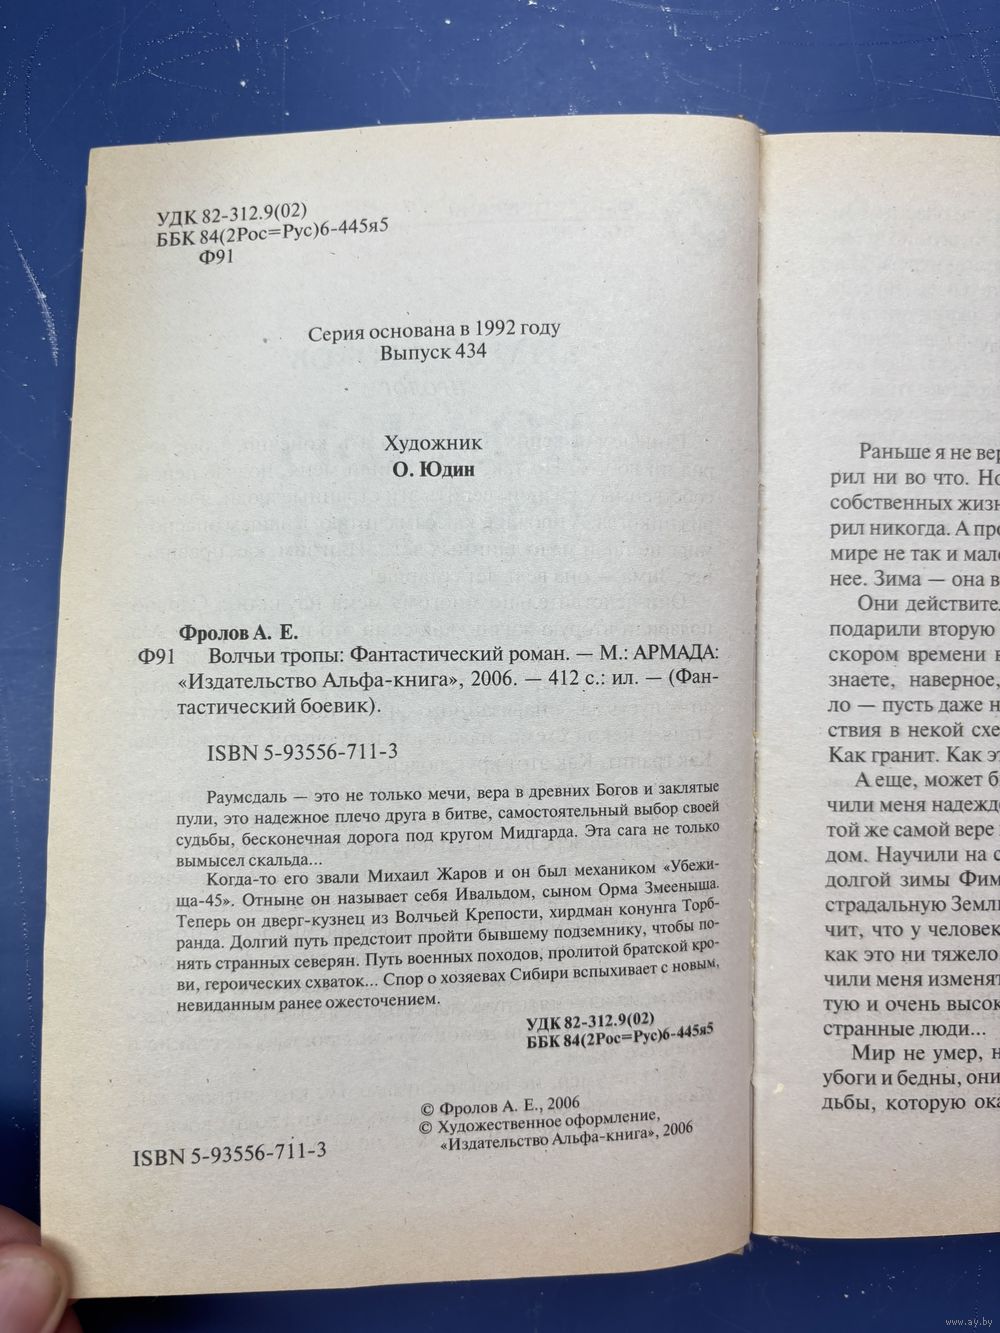 УДК 82-312.9(02)
ББК 84(2Рос=Рус)6-445я5
Ф91
Серия основана в 1992 году
Выпуск 434
Художник
О. Юдин
Фролов А. Е.
Ф91 Волчьи тропы: Фантастический роман. — М.: АРМАДА:
«Издательство Альфа-книга», 2006. — 412 с.: ил. — (Фан-
тастический боевик).
ISBN 5-93556-711-3
Раумсдаль — это не только мечи, вера в древних Богов и заклятые
пули, это надежное плечо друга в битве, самостоятельный выбор своей
судьбы, бесконечная дорога под кругом Мидгарда. Эта сага не только
вымысел скальда...
Когда-то его звали Михаил Жаров и он был механиком «Убежи-
ща-45». Отныне он называет себя Ивальдом, сыном Орма Змееныша.
Теперь он дверг-кузнец из Волчьей Крепости, хирдман конунга Торб-
ранда. Долгий путь предстоит пройти бывшему подземнику, чтобы по-
нять странных северян. Путь военных походов, пролитой братской кро-
ви, героических схваток... Спор о хозяевах Сибири вспыхивает с новым,
невиданным ранее ожесточением.
УДК 82-312.9(02)
ББК 84(2Рос=Рус)6-445я5
© Фролов А. Е., 2006
© Художественное оформление,
«Издательство Альфа-книга», 2006
ISBN 5-93556-711-3
Раньше я не вер
рил ни во что. Но
собственных жизн
рил никогда. А про
мире не так и мало
нее. Зима — она в
Они действител
подарили вторую
скором времени в
знаете, наверное,
ло — пусть даже н
ствия в некой схе
Как гранит. Как э
А еще, может б
чили меня надежд
той же самой вере
дом. Научили на с
долгой зимы Фим
страдальную Земл
чит, что у человек
как это ни тяжело
чили меня изменят
тую и очень высок
странные люди...
Мир не умер, н
убоги и бедны, они
дьбы, которую ока
www.ay.by